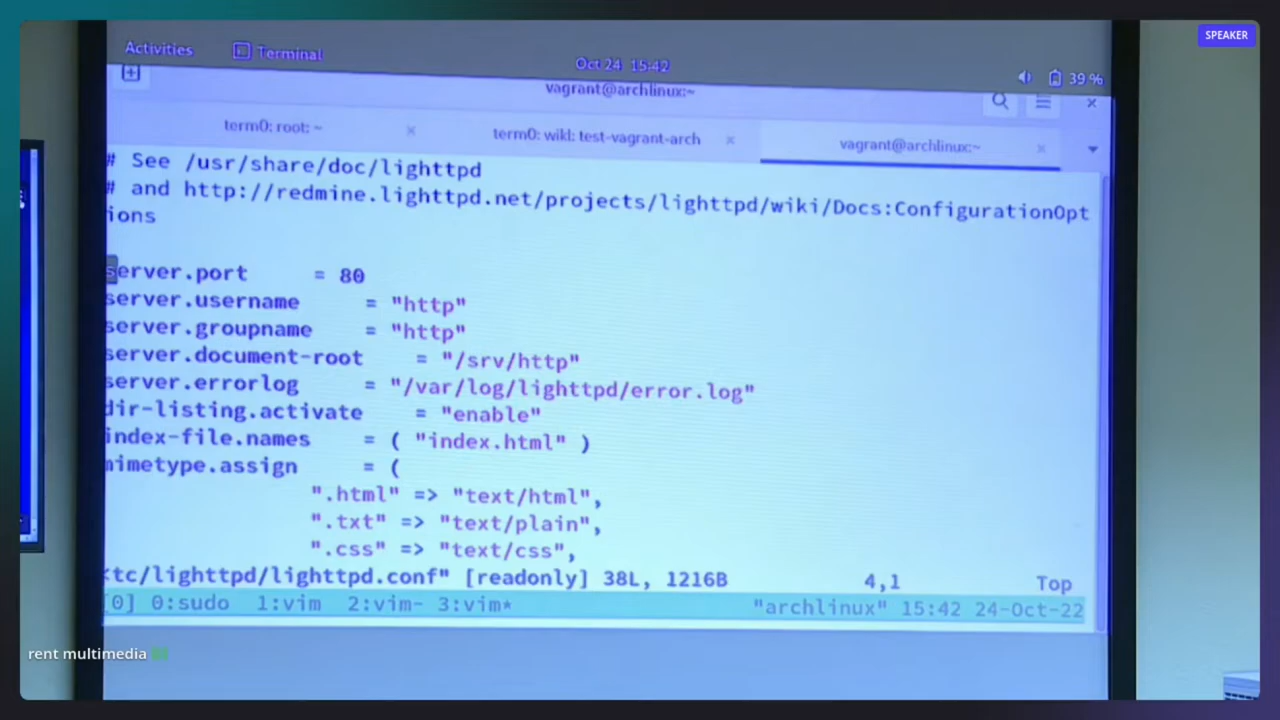 SPEAKER
Activities Terminal
Oct 24 15:42
39 %
vagrant@archlinux:~
term0: root: ~ × term0: wiki: test-vagrant-arch × vagrant@archlinux:~ ×
# See /usr/share/doc/lighttpd
# and http://redmine.lighttpd.net/projects/lighttpd/wiki/Docs:ConfigurationOpt
ions
server.port = 80
server.username = "http"
server.groupname = "http"
server.document-root = "/srv/http"
server.errorlog = "/var/log/lighttpd/error.log"
dir-listing.activate = "enable"
index-file.names = ( "index.html" )
mimetype.assign = (
".html" => "text/html",
".txt" => "text/plain",
".css" => "text/css",
<tc/lighttpd/lighttpd.conf" [readonly] 38L, 1216B 4,1 Top
[0] 0:sudo 1:vim 2:vim- 3:vim* "archlinux" 15:42 24-Oct-22
rent multimedia